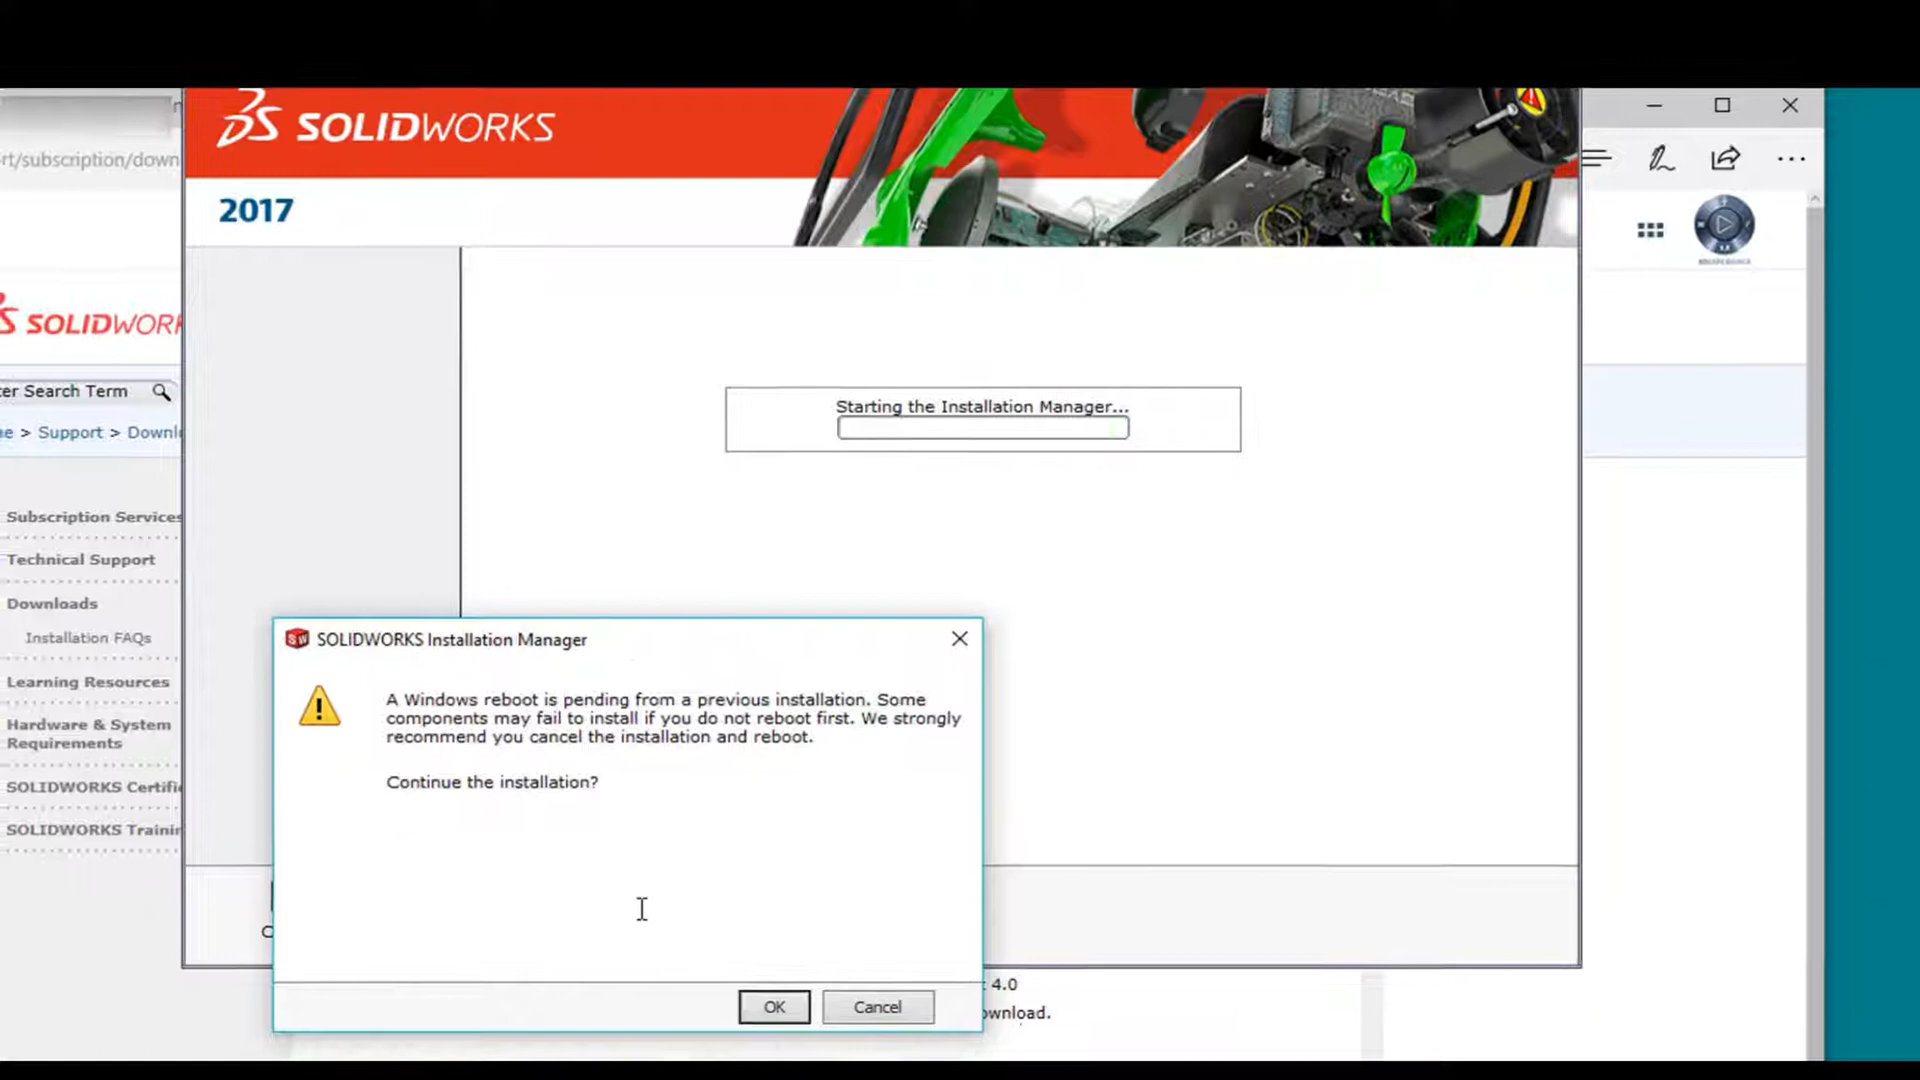 SOLIDWORKS
rt/subscription/down
2017
SOLIDWOR
er Search Term
e > Support > Downl
Starting the Installation Manager...
Subscription Services
Technical Support
Downloads
Installation FAQs
Learning Resources
Hardware & System
Requirements
SOLIDWORKS Certifi
SOLIDWORKS Trainin
SW SOLIDWORKS Installation Manager
A Windows reboot is pending from a previous installation. Some
components may fail to install if you do not reboot first. We strongly
recommend you cancel the installation and reboot.
Continue the installation?
OK Cancel
4.0
ownload.